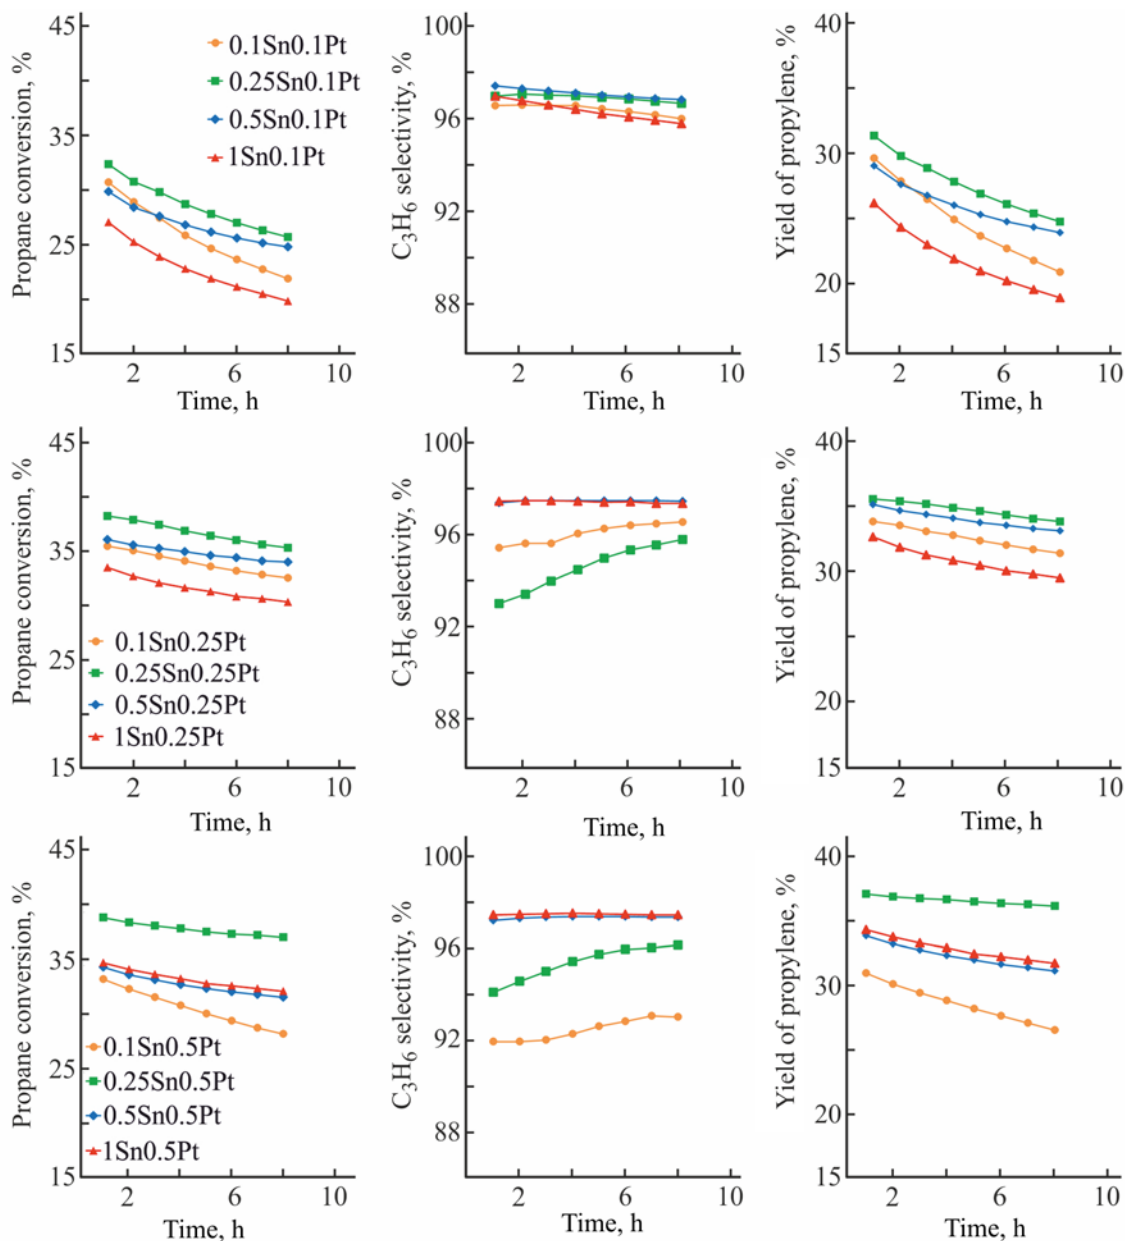 Propane conversion, %
45
35
25
15
2
6
10
Time, h
0.1Sn0.1Pt
0.25Sn0.1Pt
0.5Sn0.1Pt
1Sn0.1Pt
C3H6 selectivity, %
100
96
92
88
2
6
10
Time, h
Yield of propylene, %
40
30
20
15
2
6
10
Time, h
Propane conversion, %
45
35
25
15
2
6
10
Time, h
0.1Sn0.25Pt
0.25Sn0.25Pt
0.5Sn0.25Pt
1Sn0.25Pt
C3H6 selectivity, %
100
96
92
88
2
6
10
Time, h
Yield of propylene, %
40
30
20
15
2
6
10
Time, h
Propane conversion, %
45
35
25
15
2
6
10
Time, h
0.1Sn0.5Pt
0.25Sn0.5Pt
0.5Sn0.5Pt
1Sn0.5Pt
C3H6 selectivity, %
100
96
92
88
2
6
10
Time, h
Yield of propylene, %
40
30
20
15
2
6
10
Time, h